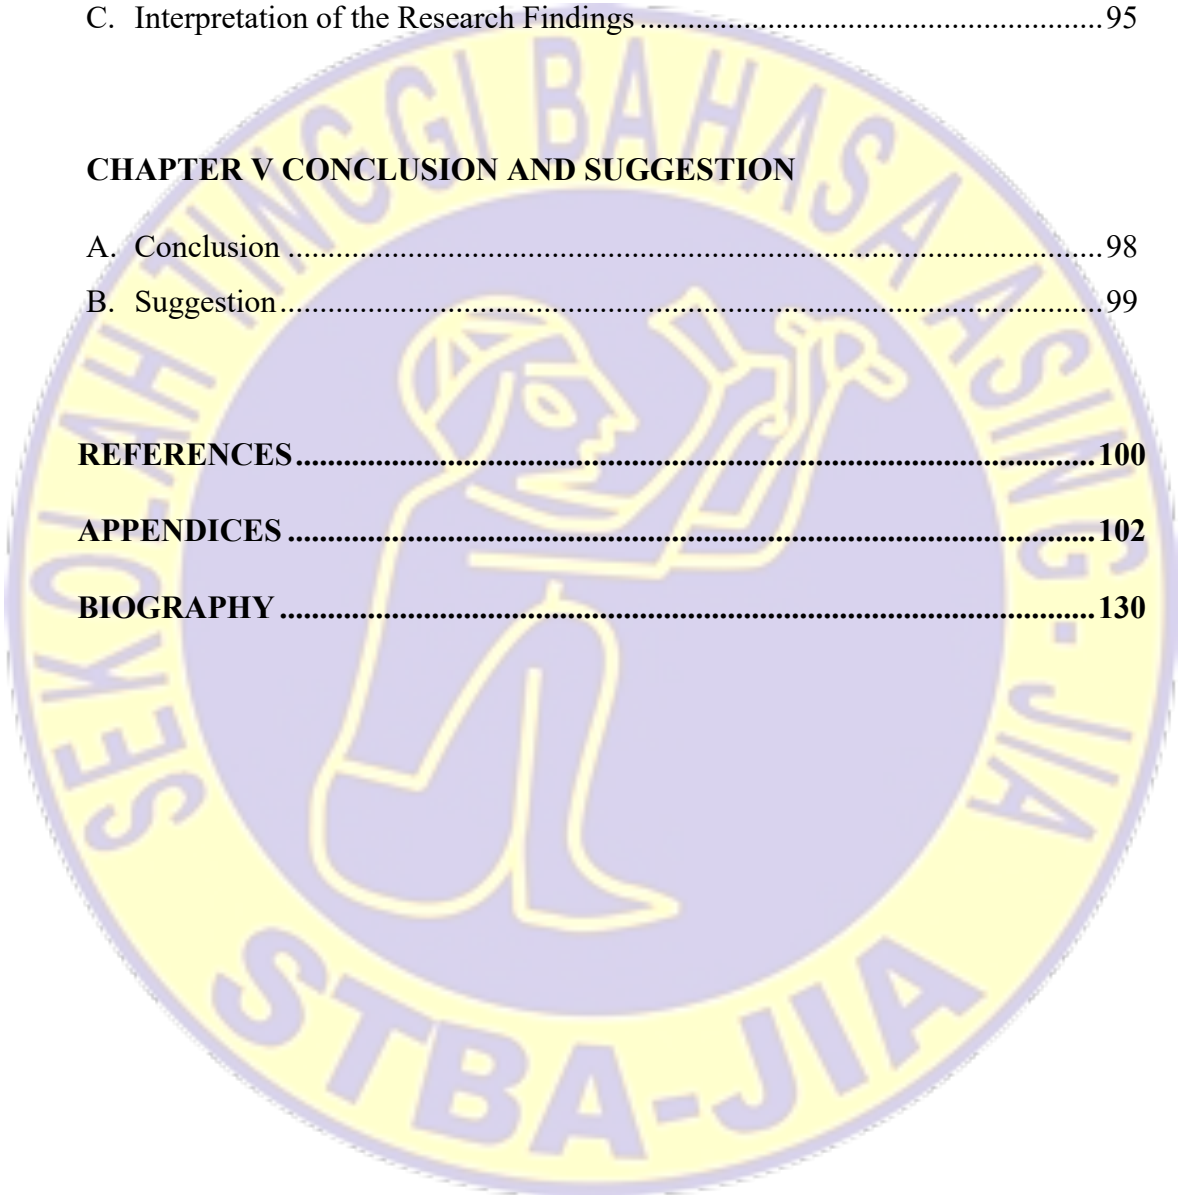 C. Interpretation of the Research Findings........................................................95
CHAPTER V CONCLUSION AND SUGGESTION
A. Conclusion....................................................................................................98
B. Suggestion.....................................................................................................99
REFERENCES.................................................................................................100
APPENDICES..................................................................................................102
BIOGRAPHY...................................................................................................130
SEKOLAH TINGGI BAHASA ASING - JIA
STBA-JIA